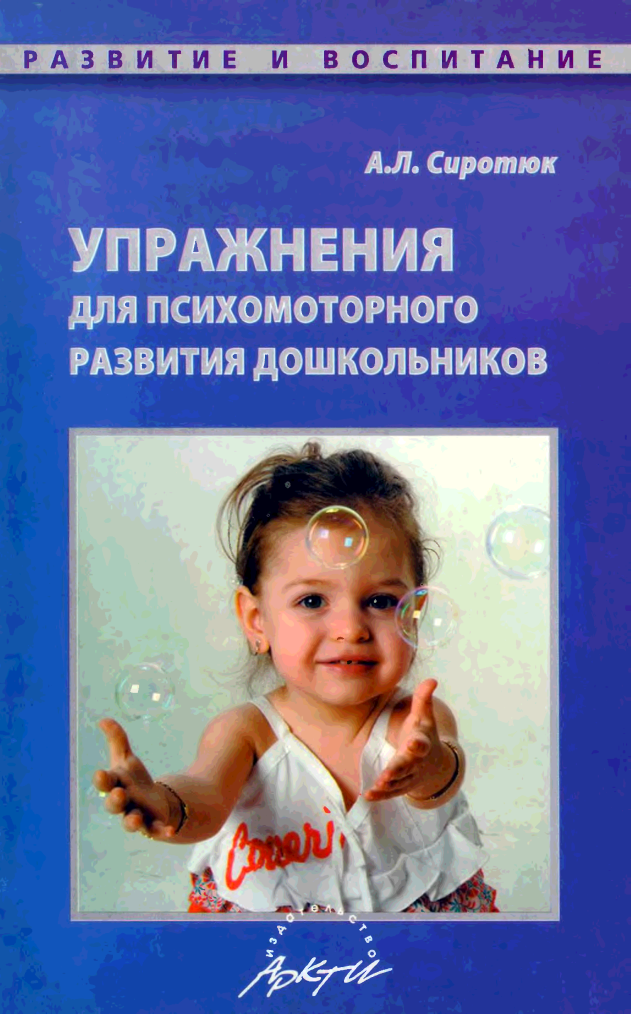 РАЗВИТИЕ И ВОСПИТАНИЕ
А.Л. Сиротюк
УПРАЖНЕНИЯ
ДЛЯ ПСИХОМОТОРНОГО
РАЗВИТИЯ ДОШКОЛЬНИКОВ
издательство
АРКТИ